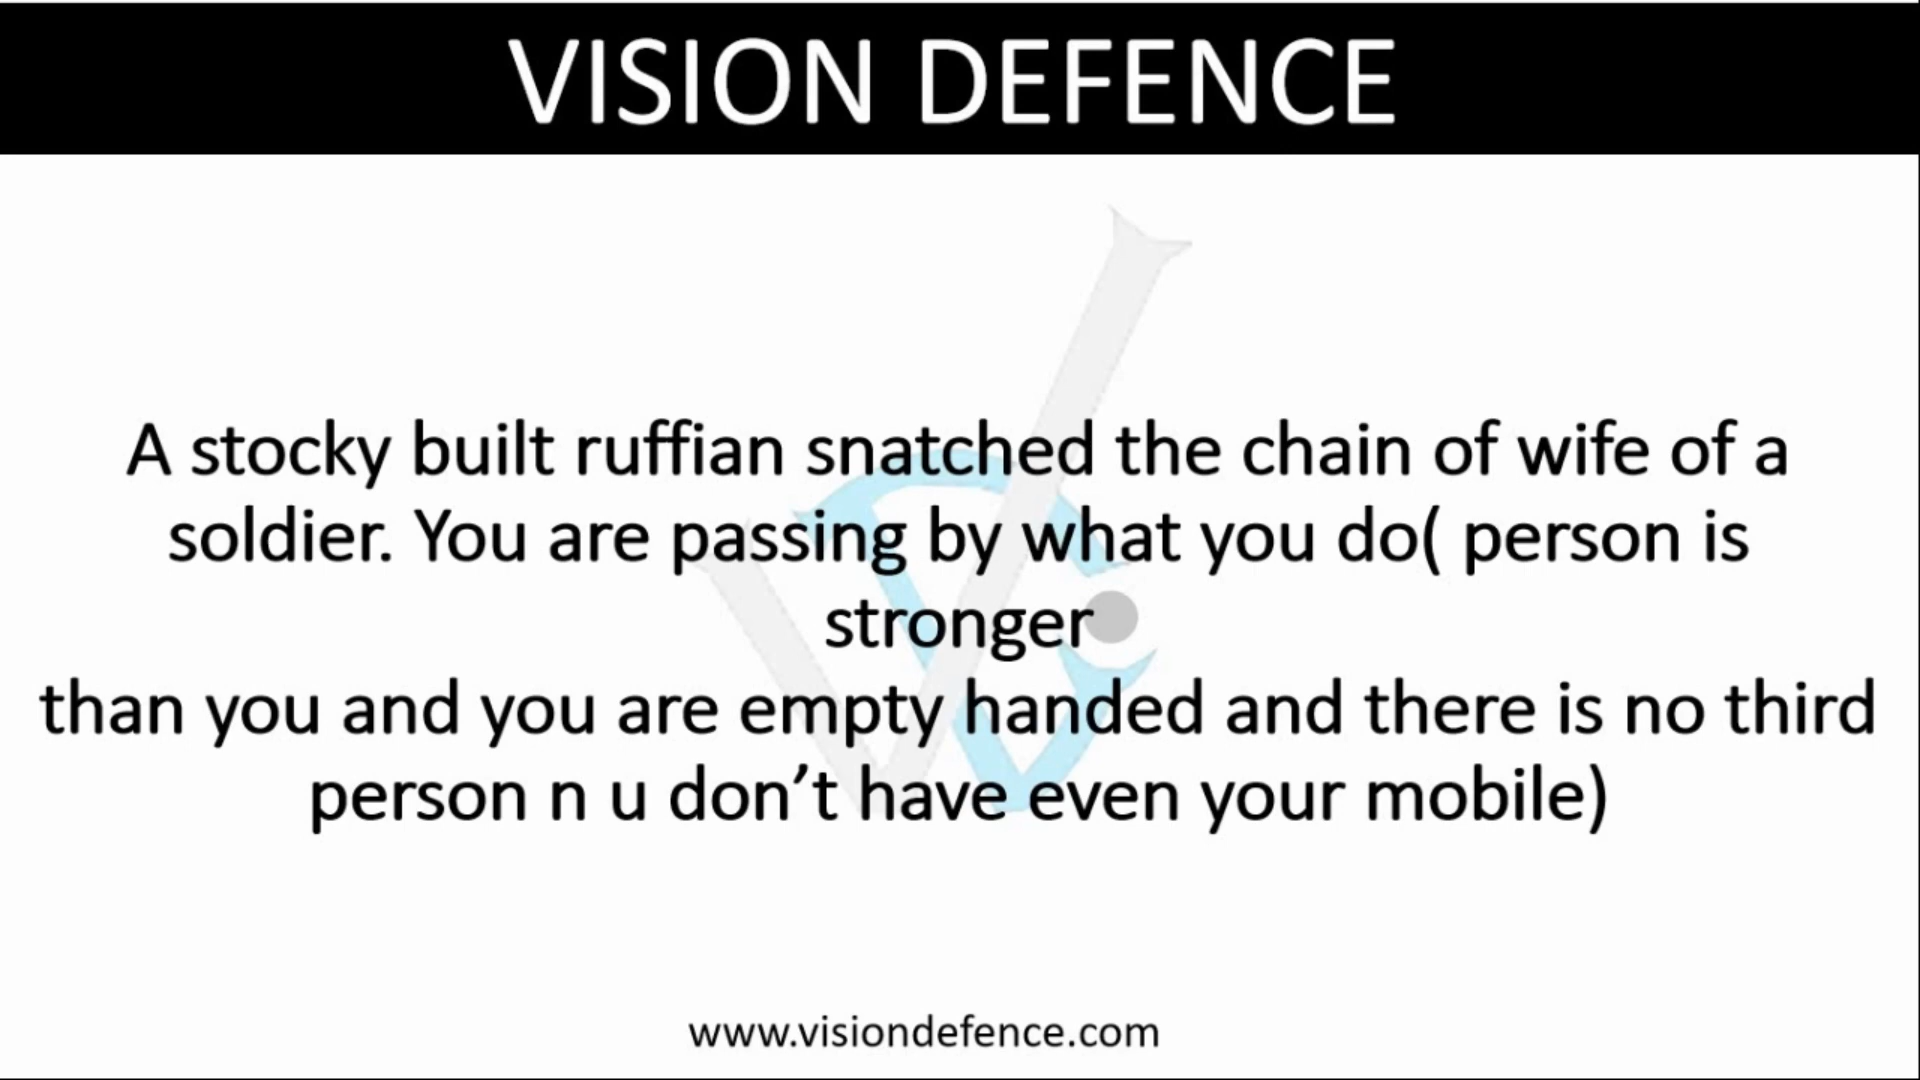 VISION DEFENCE
A stocky built ruffian snatched the chain of wife of a
soldier. You are passing by what you do( person is
stronger
than you and you are empty handed and there is no third
person n u don’t have even your mobile)
www.visiondefence.com